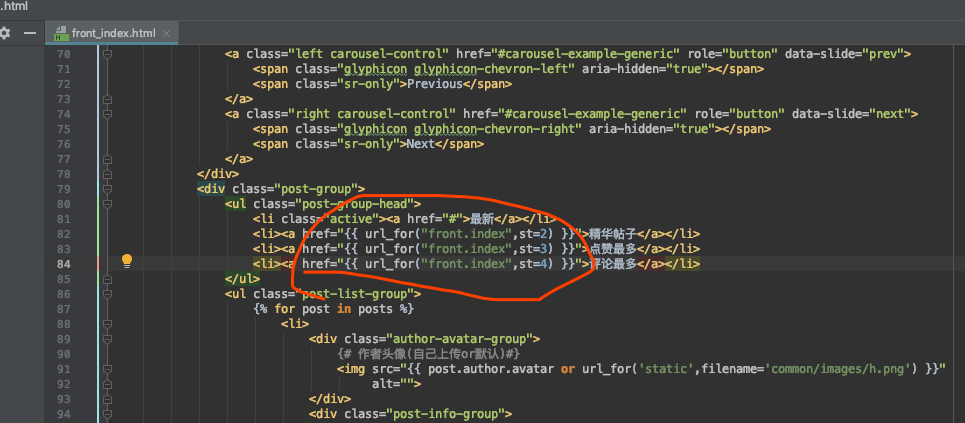 .html
front_index.html
70 <a class="left carousel-control" href="#carousel-example-generic" role="button" data-slide="prev">
71 <span class="glyphicon glyphicon-chevron-left" aria-hidden="true"></span>
72 <span class="sr-only">Previous</span>
73 </a>
74 <a class="right carousel-control" href="#carousel-example-generic" role="button" data-slide="next">
75 <span class="glyphicon glyphicon-chevron-right" aria-hidden="true"></span>
76 <span class="sr-only">Next</span>
77 </a>
78 </div>
79 <div class="post-group">
80 <ul class="post-group-head">
81 <li class="active"><a href="#">最新</a></li>
82 <li><a href="{{ url_for("front.index",st=2) }}">精华帖子</a></li>
83 <li><a href="{{ url_for("front.index",st=3) }}">点赞最多</a></li>
84 <li><a href="{{ url_for("front.index",st=4) }}">评论最多</a></li>
85 </ul>
86 <ul class="post-list-group">
87 {% for post in posts %}
88 <li>
89 <div class="author-avatar-group">
90 {# 作者头像(自己上传or默认)#}
91 <img src="{{ post.author.avatar or url_for('static',filename='common/images/h.png') }}"
92 alt="">
93 </div>
94 <div class="post-info-group">